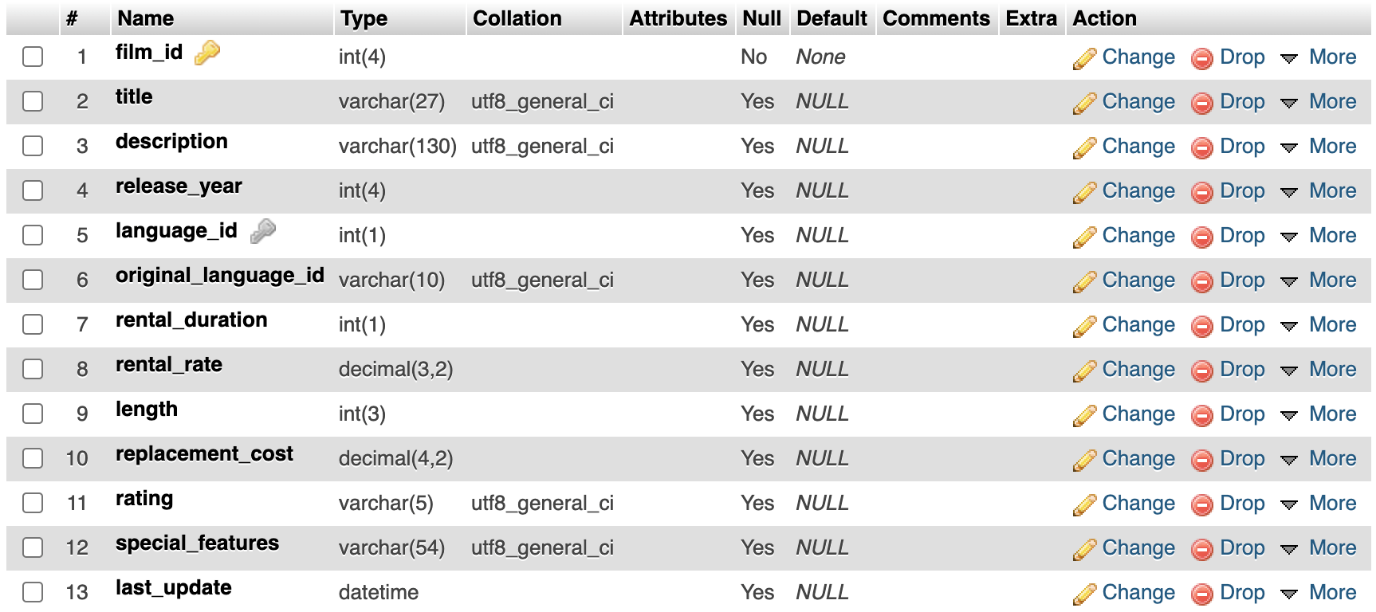 # Name Type Collation Attributes Null Default Comments Extra Action
1 film_id int(4) No None Change Drop More
2 title varchar(27) utf8_general_ci Yes NULL Change Drop More
3 description varchar(130) utf8_general_ci Yes NULL Change Drop More
4 release_year int(4) Yes NULL Change Drop More
5 language_id int(1) Yes NULL Change Drop More
6 original_language_id varchar(10) utf8_general_ci Yes NULL Change Drop More
7 rental_duration int(1) Yes NULL Change Drop More
8 rental_rate decimal(3,2) Yes NULL Change Drop More
9 length int(3) Yes NULL Change Drop More
10 replacement_cost decimal(4,2) Yes NULL Change Drop More
11 rating varchar(5) utf8_general_ci Yes NULL Change Drop More
12 special_features varchar(54) utf8_general_ci Yes NULL Change Drop More
13 last_update datetime Yes NULL Change Drop More